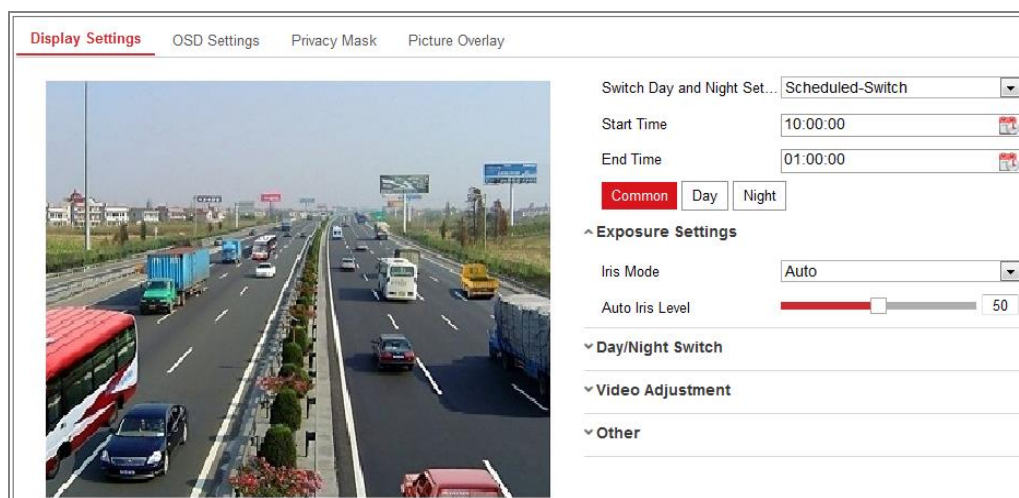 Display Settings OSD Settings Privacy Mask Picture Overlay
Switch Day and Night Set... Scheduled-Switch
Start Time 10:00:00
End Time 01:00:00
Common Day Night
Exposure Settings
Iris Mode Auto
Auto Iris Level 50
Day/Night Switch
Video Adjustment
Other